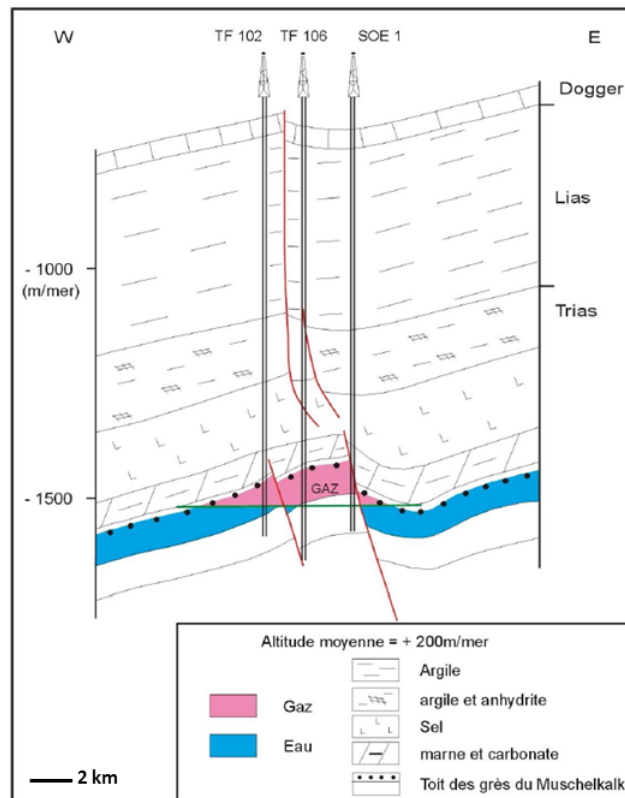 W
TF 102 TF 106 SOE 1
E
Dogger
Lias
- 1000
(m/mer)
Trias
GAZ
- 1500
Altitude moyenne = + 200m/mer
Gaz
Eau
Argile
argile et anhydrite
Sel
marne et carbonate
Toit des grès du Muschelkalk
2 km